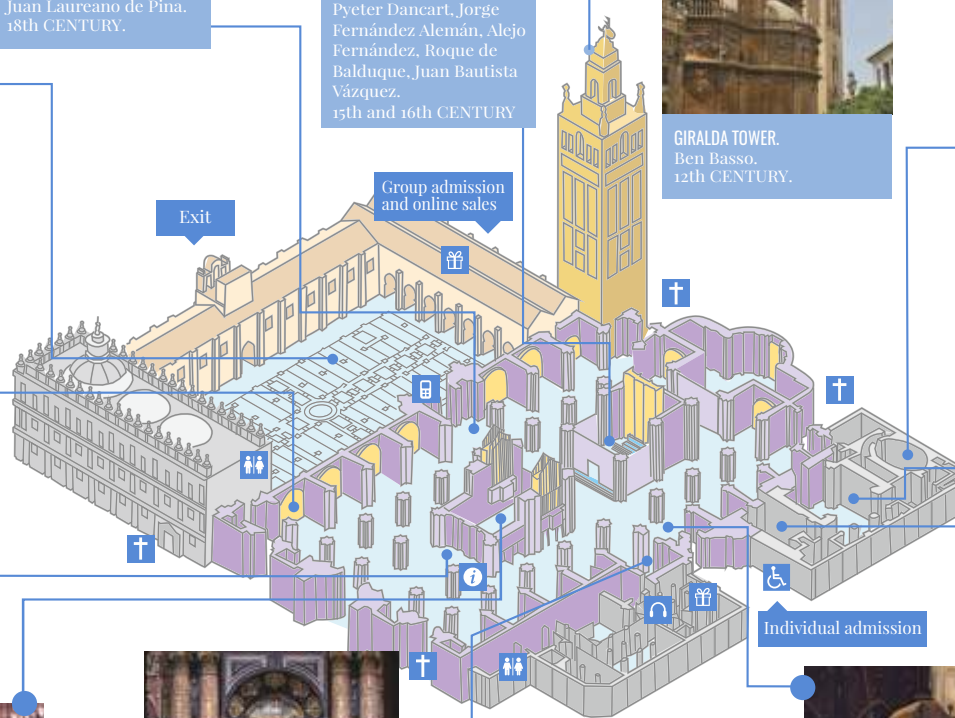 Juan Laureano de Pina.
18th CENTURY.
Pyeter Dancart, Jorge
Fernández Alemán, Alejo
Fernández, Roque de
Balduque, Juan Bautista
Vázquez.
15th and 16th CENTURY
GIRALDA TOWER.
Ben Basso.
12th CENTURY.
Group admission
and online sales
Exit
i
Individual admission